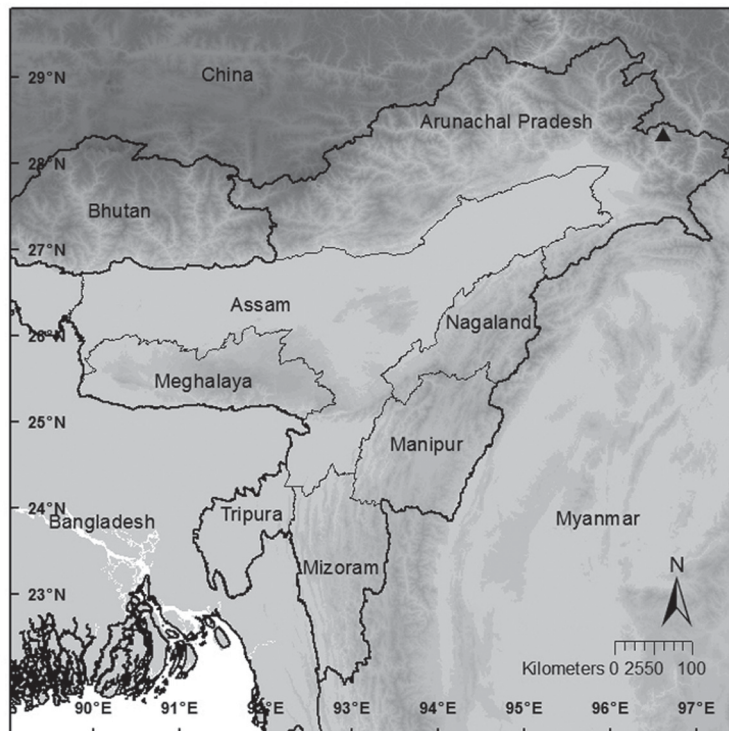 29°N
China
Arunachal Pradesh
28°N
Bhutan
27°N
Assam
Nagaland
26°N
Meghalaya
25°N
Manipur
24°N
Bangladesh
Tripura
Myanmar
Mizoram
23°N
N
Kilometers 0 2550 100
90°E 91°E 92°E 93°E 94°E 95°E 96°E 97°E